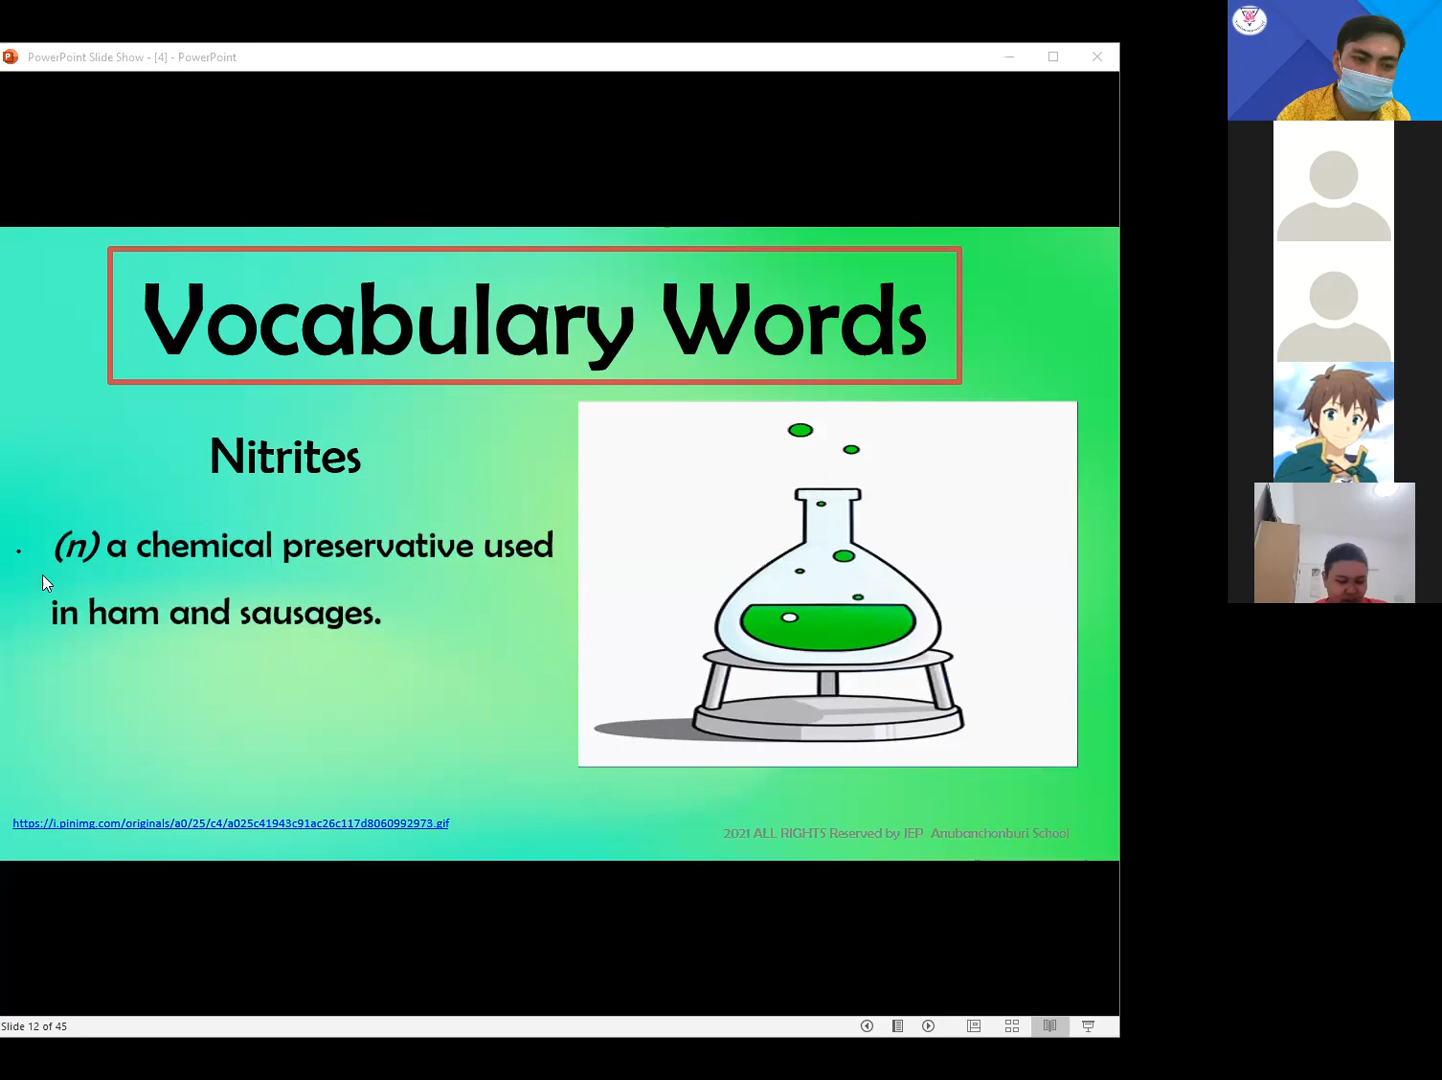 PowerPoint Slide Show - [4] - PowerPoint
Vocabulary Words
Nitrites
• (n) a chemical preservative used
in ham and sausages.
https://i.pinimg.com/originals/a0/25/c4/a025c41943c91ac26c117d8060992973.gif
2021 ALL RIGHTS Reserved by JEP Anubanchonburi School
Slide 12 of 45